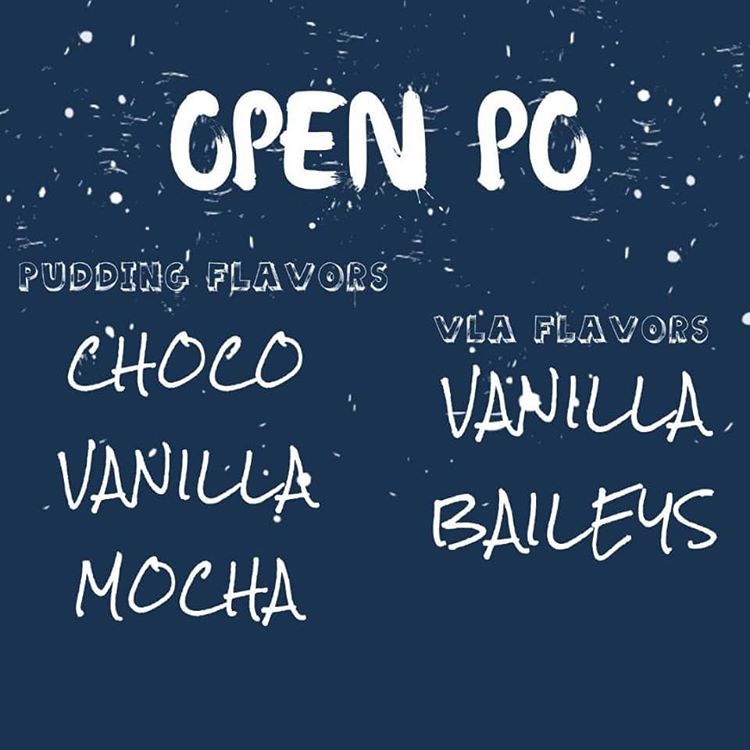 OPEN PO
PUDDING FLAVORS
CHOCO
VANILLA
MOCHA
VLA FLAVORS
VANILLA
BAILEYS